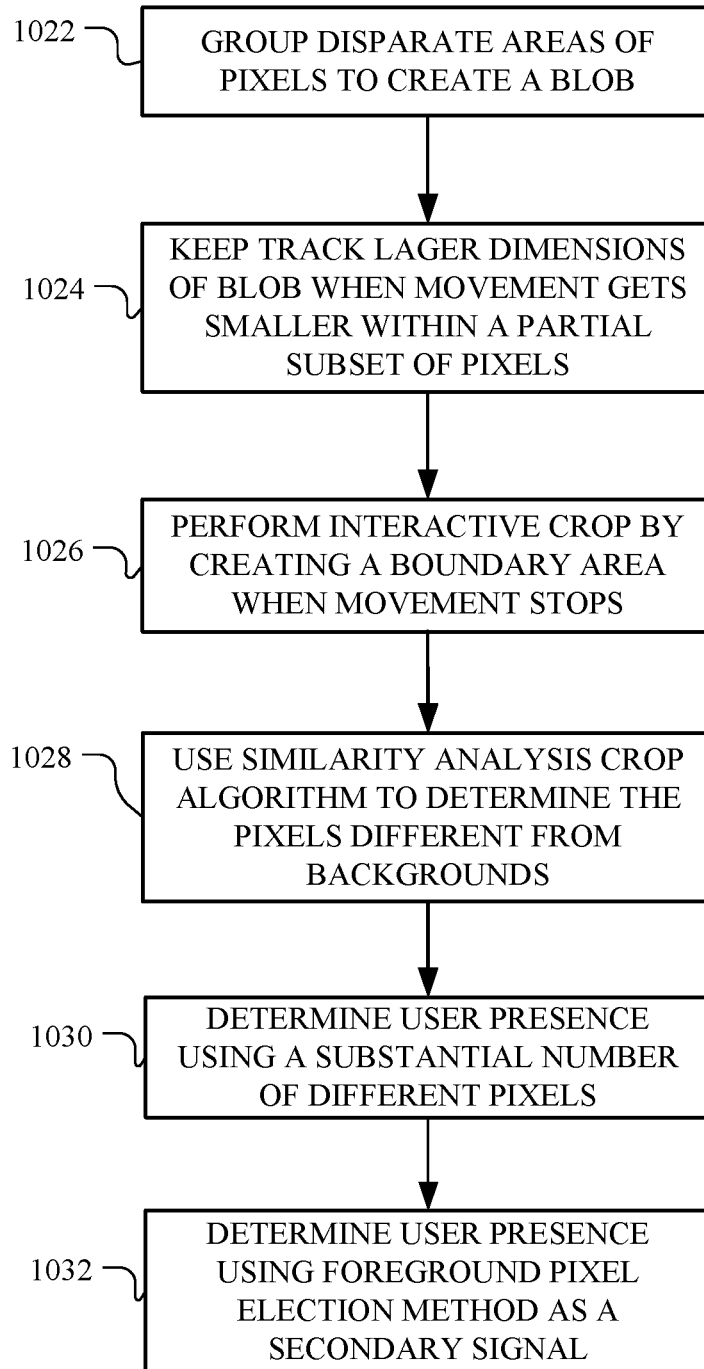 1022
GROUP DISPARATE AREAS OF
PIXELS TO CREATE A BLOB
1024
KEEP TRACK LAGER DIMENSIONS
OF BLOB WHEN MOVEMENT GETS
SMALLER WITHIN A PARTIAL
SUBSET OF PIXELS
1026
PERFORM INTERACTIVE CROP BY
CREATING A BOUNDARY AREA
WHEN MOVEMENT STOPS
1028
USE SIMILARITY ANALYSIS CROP
ALGORITHM TO DETERMINE THE
PIXELS DIFFERENT FROM
BACKGROUNDS
1030
DETERMINE USER PRESENCE
USING A SUBSTANTIAL NUMBER
OF DIFFERENT PIXELS
1032
DETERMINE USER PRESENCE
USING FOREGROUND PIXEL
ELECTION METHOD AS A
SECONDARY SIGNAL